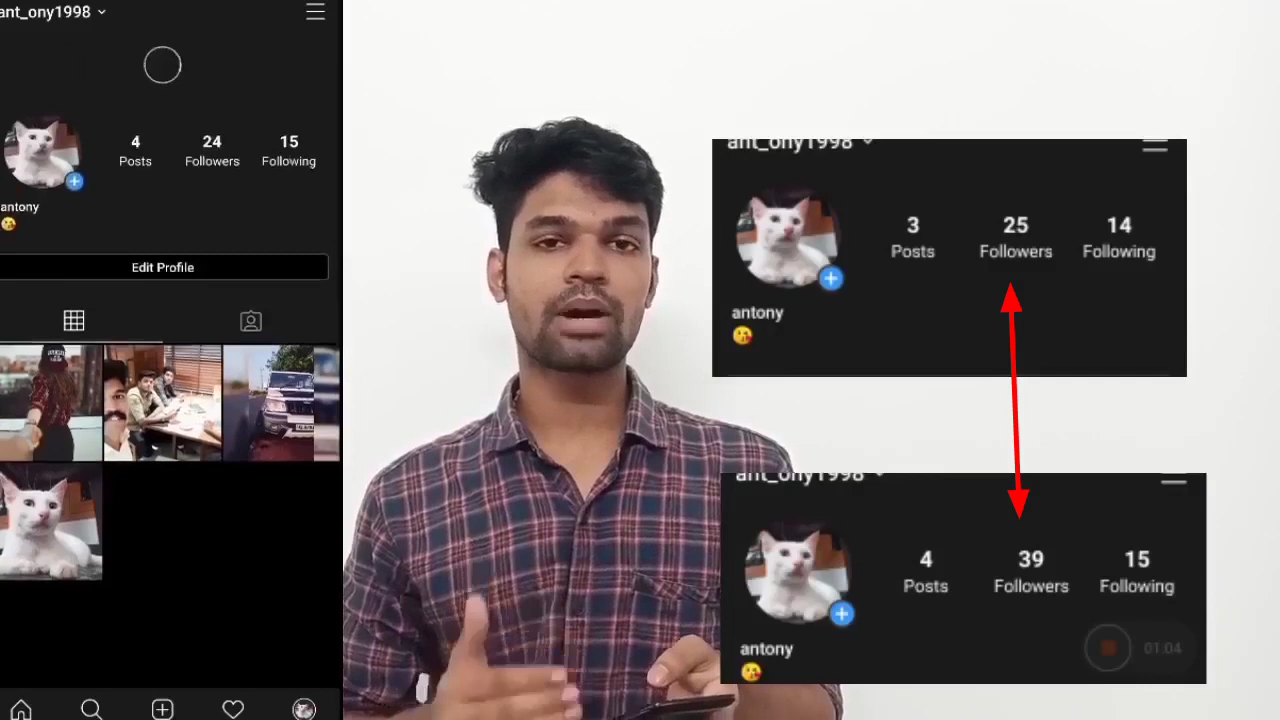 ant_ony1998
4 24 15
Posts Followers Following
antony
Edit Profile
ant_ony1998
3 25 14
Posts Followers Following
antony
ant_ony1998
4 39 15
Posts Followers Following
antony
01:04